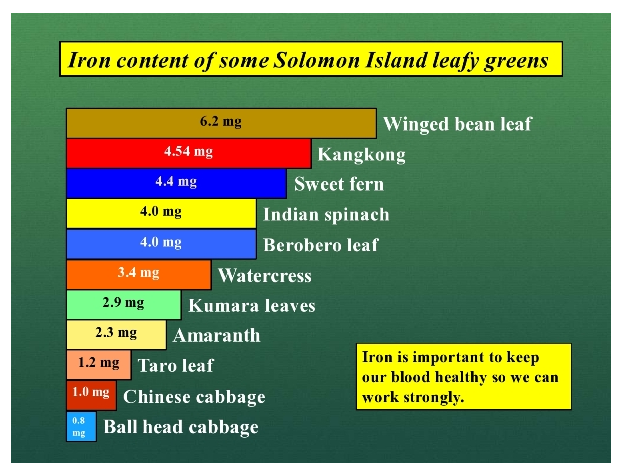 Iron content of some Solomon Island leafy greens
6.2 mg
Winged bean leaf
4.54 mg
Kangkong
4.4 mg
Sweet fern
4.0 mg
Indian spinach
4.0 mg
Berobero leaf
3.4 mg
Watercress
2.9 mg
Kumara leaves
2.3 mg
Amaranth
1.2 mg
Taro leaf
1.0 mg
Chinese cabbage
0.8
mg
Ball head cabbage
Iron is important to keep
our blood healthy so we can
work strongly.